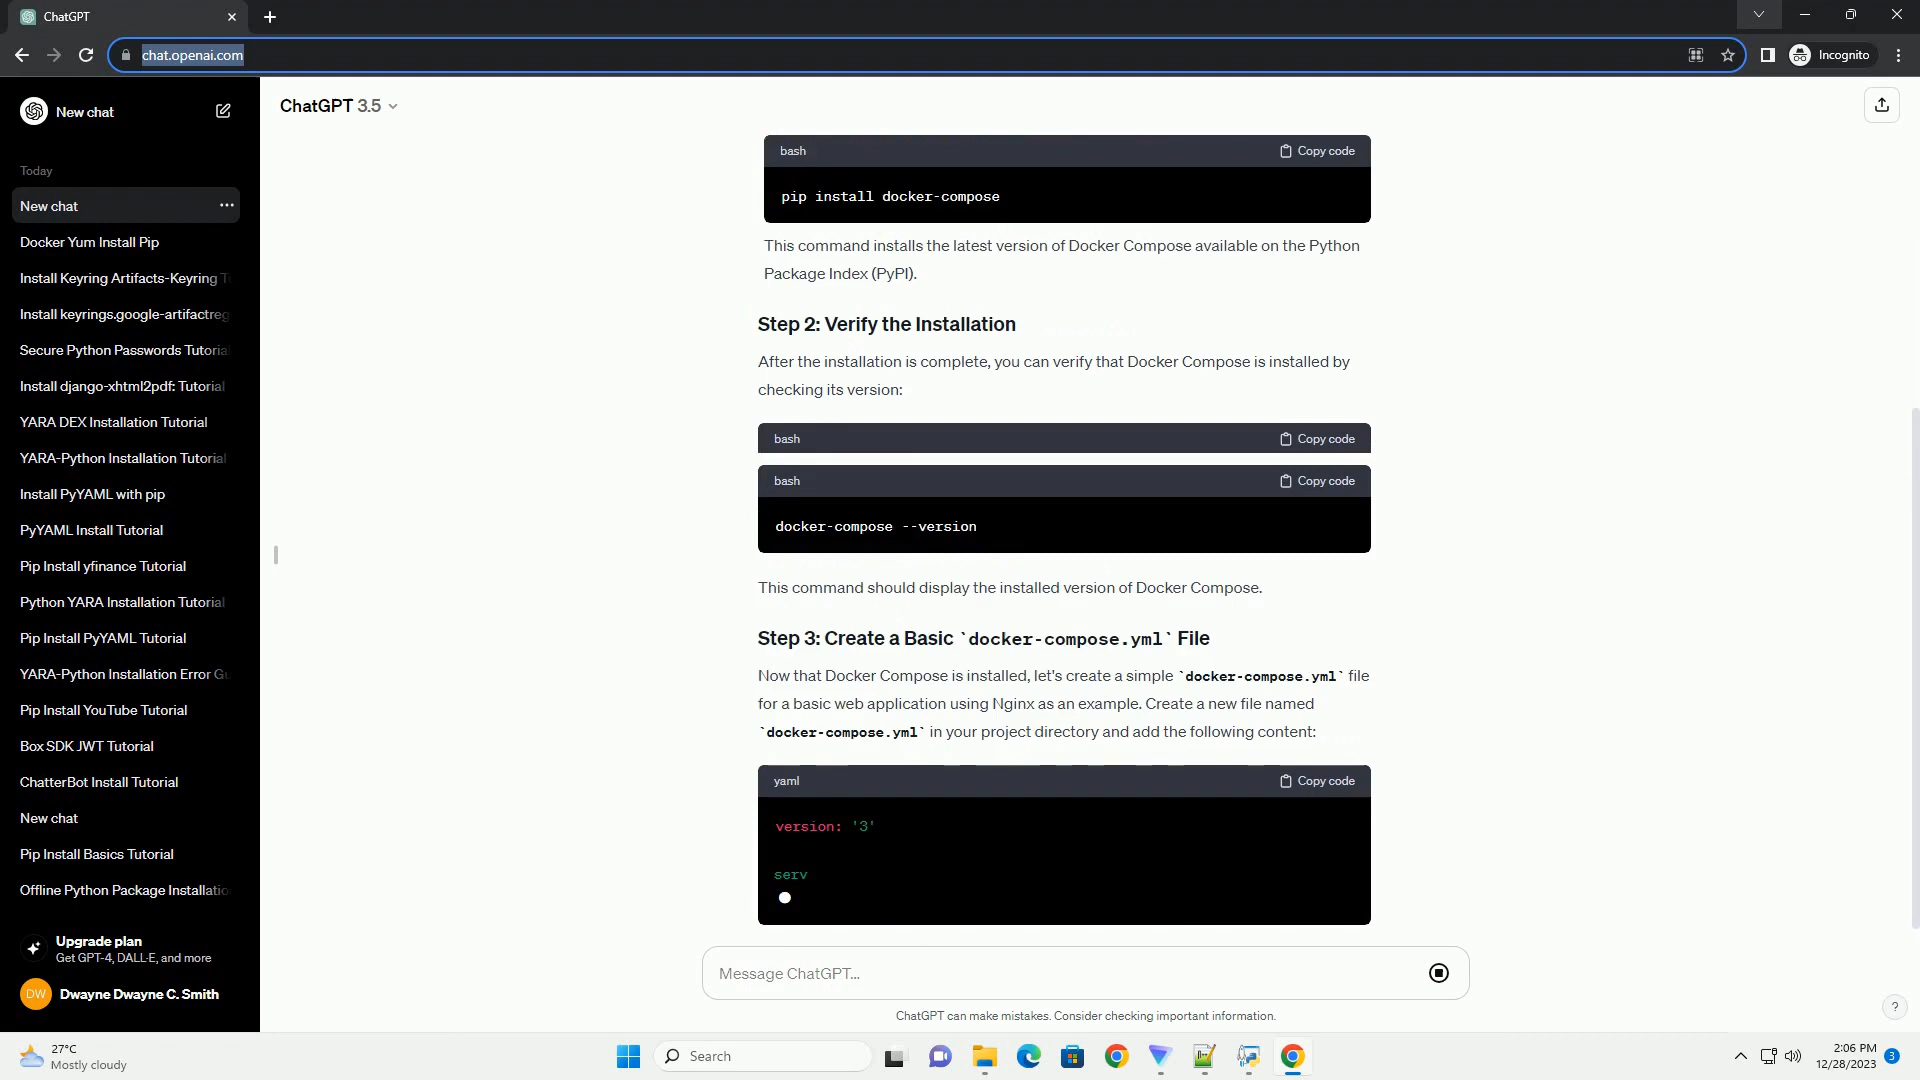 ChatGPT
chat.openai.com
Incognito
New chat
Today
New chat
Docker Yum Install Pip
Install Keyring Artifacts-Keyring T
Install keyrings.google-artifactreg
Secure Python Passwords Tutoria
Install django-xhtml2pdf: Tutorial
YARA DEX Installation Tutorial
YARA-Python Installation Tutorial
Install PyYAML with pip
PyYAML Install Tutorial
Pip Install yfinance Tutorial
Python YARA Installation Tutorial
Pip Install PyYAML Tutorial
YARA-Python Installation Error Gu
Pip Install YouTube Tutorial
Box SDK JWT Tutorial
ChatterBot Install Tutorial
New chat
Pip Install Basics Tutorial
Offline Python Package Installatio
Upgrade plan
Get GPT-4, DALL·E, and more
DW
Dwayne Dwayne C. Smith
ChatGPT 3.5
bash Copy code
pip install docker-compose
This command installs the latest version of Docker Compose available on the Python
Package Index (PyPI).
Step 2: Verify the Installation
After the installation is complete, you can verify that Docker Compose is installed by
checking its version:
bash Copy code
bash Copy code
docker-compose --version
This command should display the installed version of Docker Compose.
Step 3: Create a Basic `docker-compose.yml` File
Now that Docker Compose is installed, let's create a simple `docker-compose.yml` file
for a basic web application using Nginx as an example. Create a new file named
`docker-compose.yml` in your project directory and add the following content:
yaml Copy code
version: '3'
serv
Message ChatGPT...
ChatGPT can make mistakes. Consider checking important information.
?
27°C
Mostly cloudy
Search
2:06 PM
12/28/2023
3